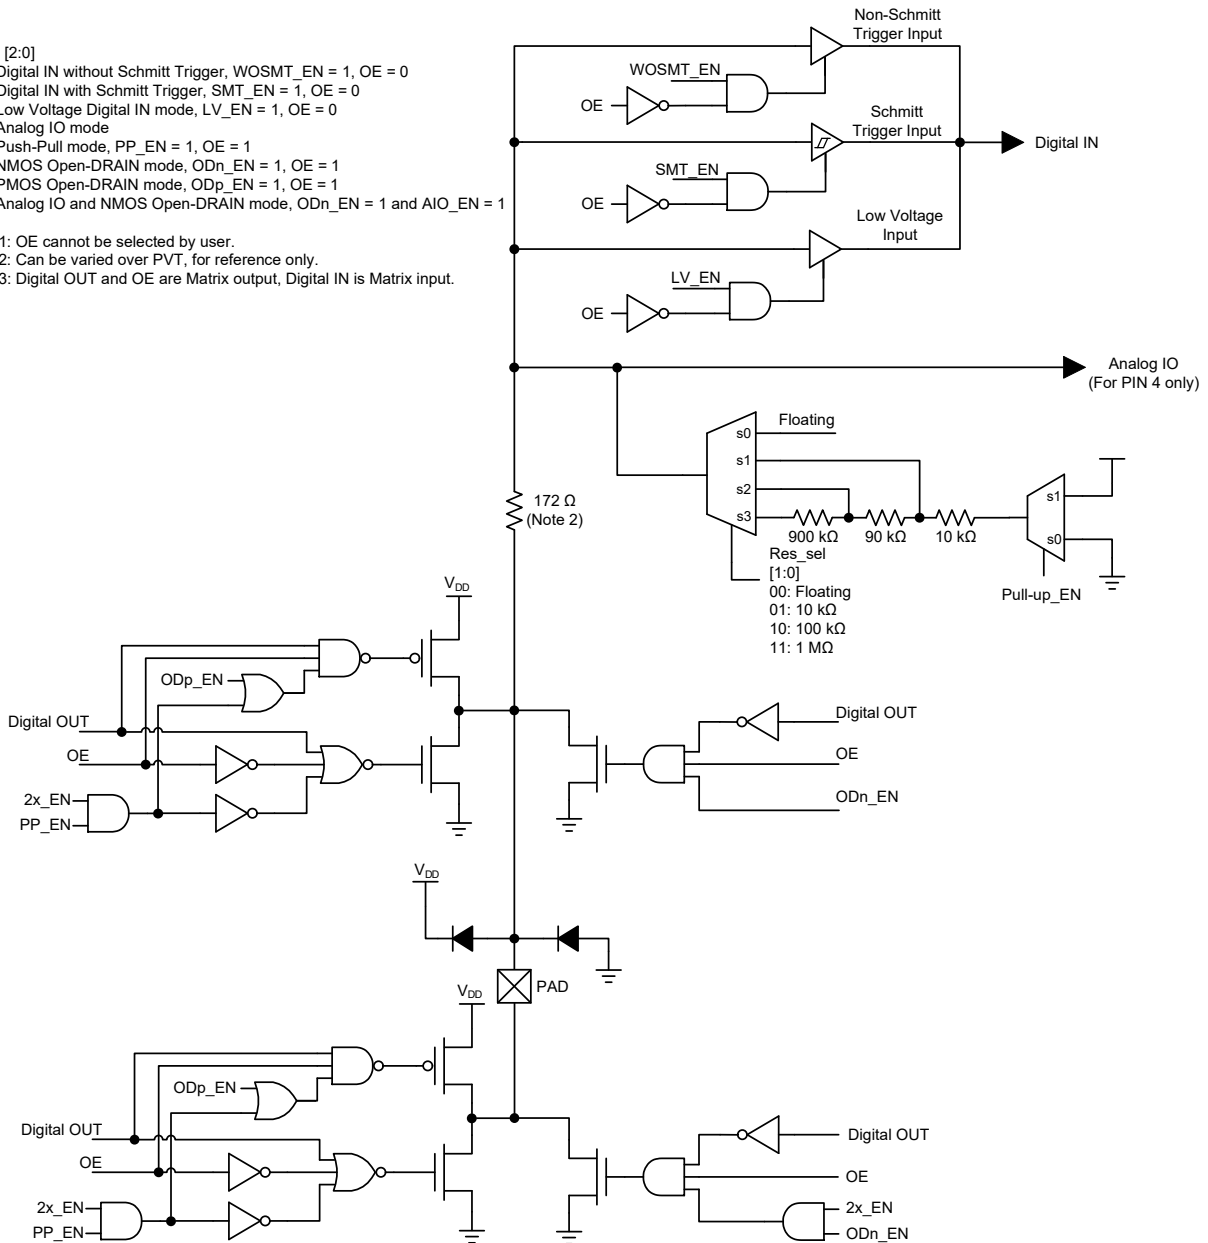 [2:0]
Digital IN without Schmitt Trigger, WOSMT_EN = 1, OE = 0
Digital IN with Schmitt Trigger, SMT_EN = 1, OE = 0
Low Voltage Digital IN mode, LV_EN = 1, OE = 0
Analog IO mode
Push-Pull mode, PP_EN = 1, OE = 1
NMOS Open-DRAIN mode, ODn_EN = 1, OE = 1
PMOS Open-DRAIN mode, ODp_EN = 1, OE = 1
Analog IO and NMOS Open-DRAIN mode, ODn_EN = 1 and AIO_EN = 1
1: OE cannot be selected by user.
2: Can be varied over PVT, for reference only.
3: Digital OUT and OE are Matrix output, Digital IN is Matrix input.
Non-Schmitt
Trigger Input
WOSMT_EN
OE
Schmitt
Trigger Input
Digital IN
SMT_EN
OE
Low Voltage
Input
LV_EN
OE
Analog IO
(For PIN 4 only)
Floating
s0
s1
s2
s3
900 kΩ
90 kΩ
10 kΩ
s1
s0
Pull-up_EN
Res_sel
[1:0]
00: Floating
01: 10 kΩ
10: 100 kΩ
11: 1 MΩ
172 Ω
(Note 2)
VDD
ODp_EN
Digital OUT
OE
2x_EN
PP_EN
Digital OUT
OE
ODn_EN
VDD
PAD
VDD
ODp_EN
Digital OUT
OE
2x_EN
PP_EN
Digital OUT
OE
2x_EN
ODn_EN